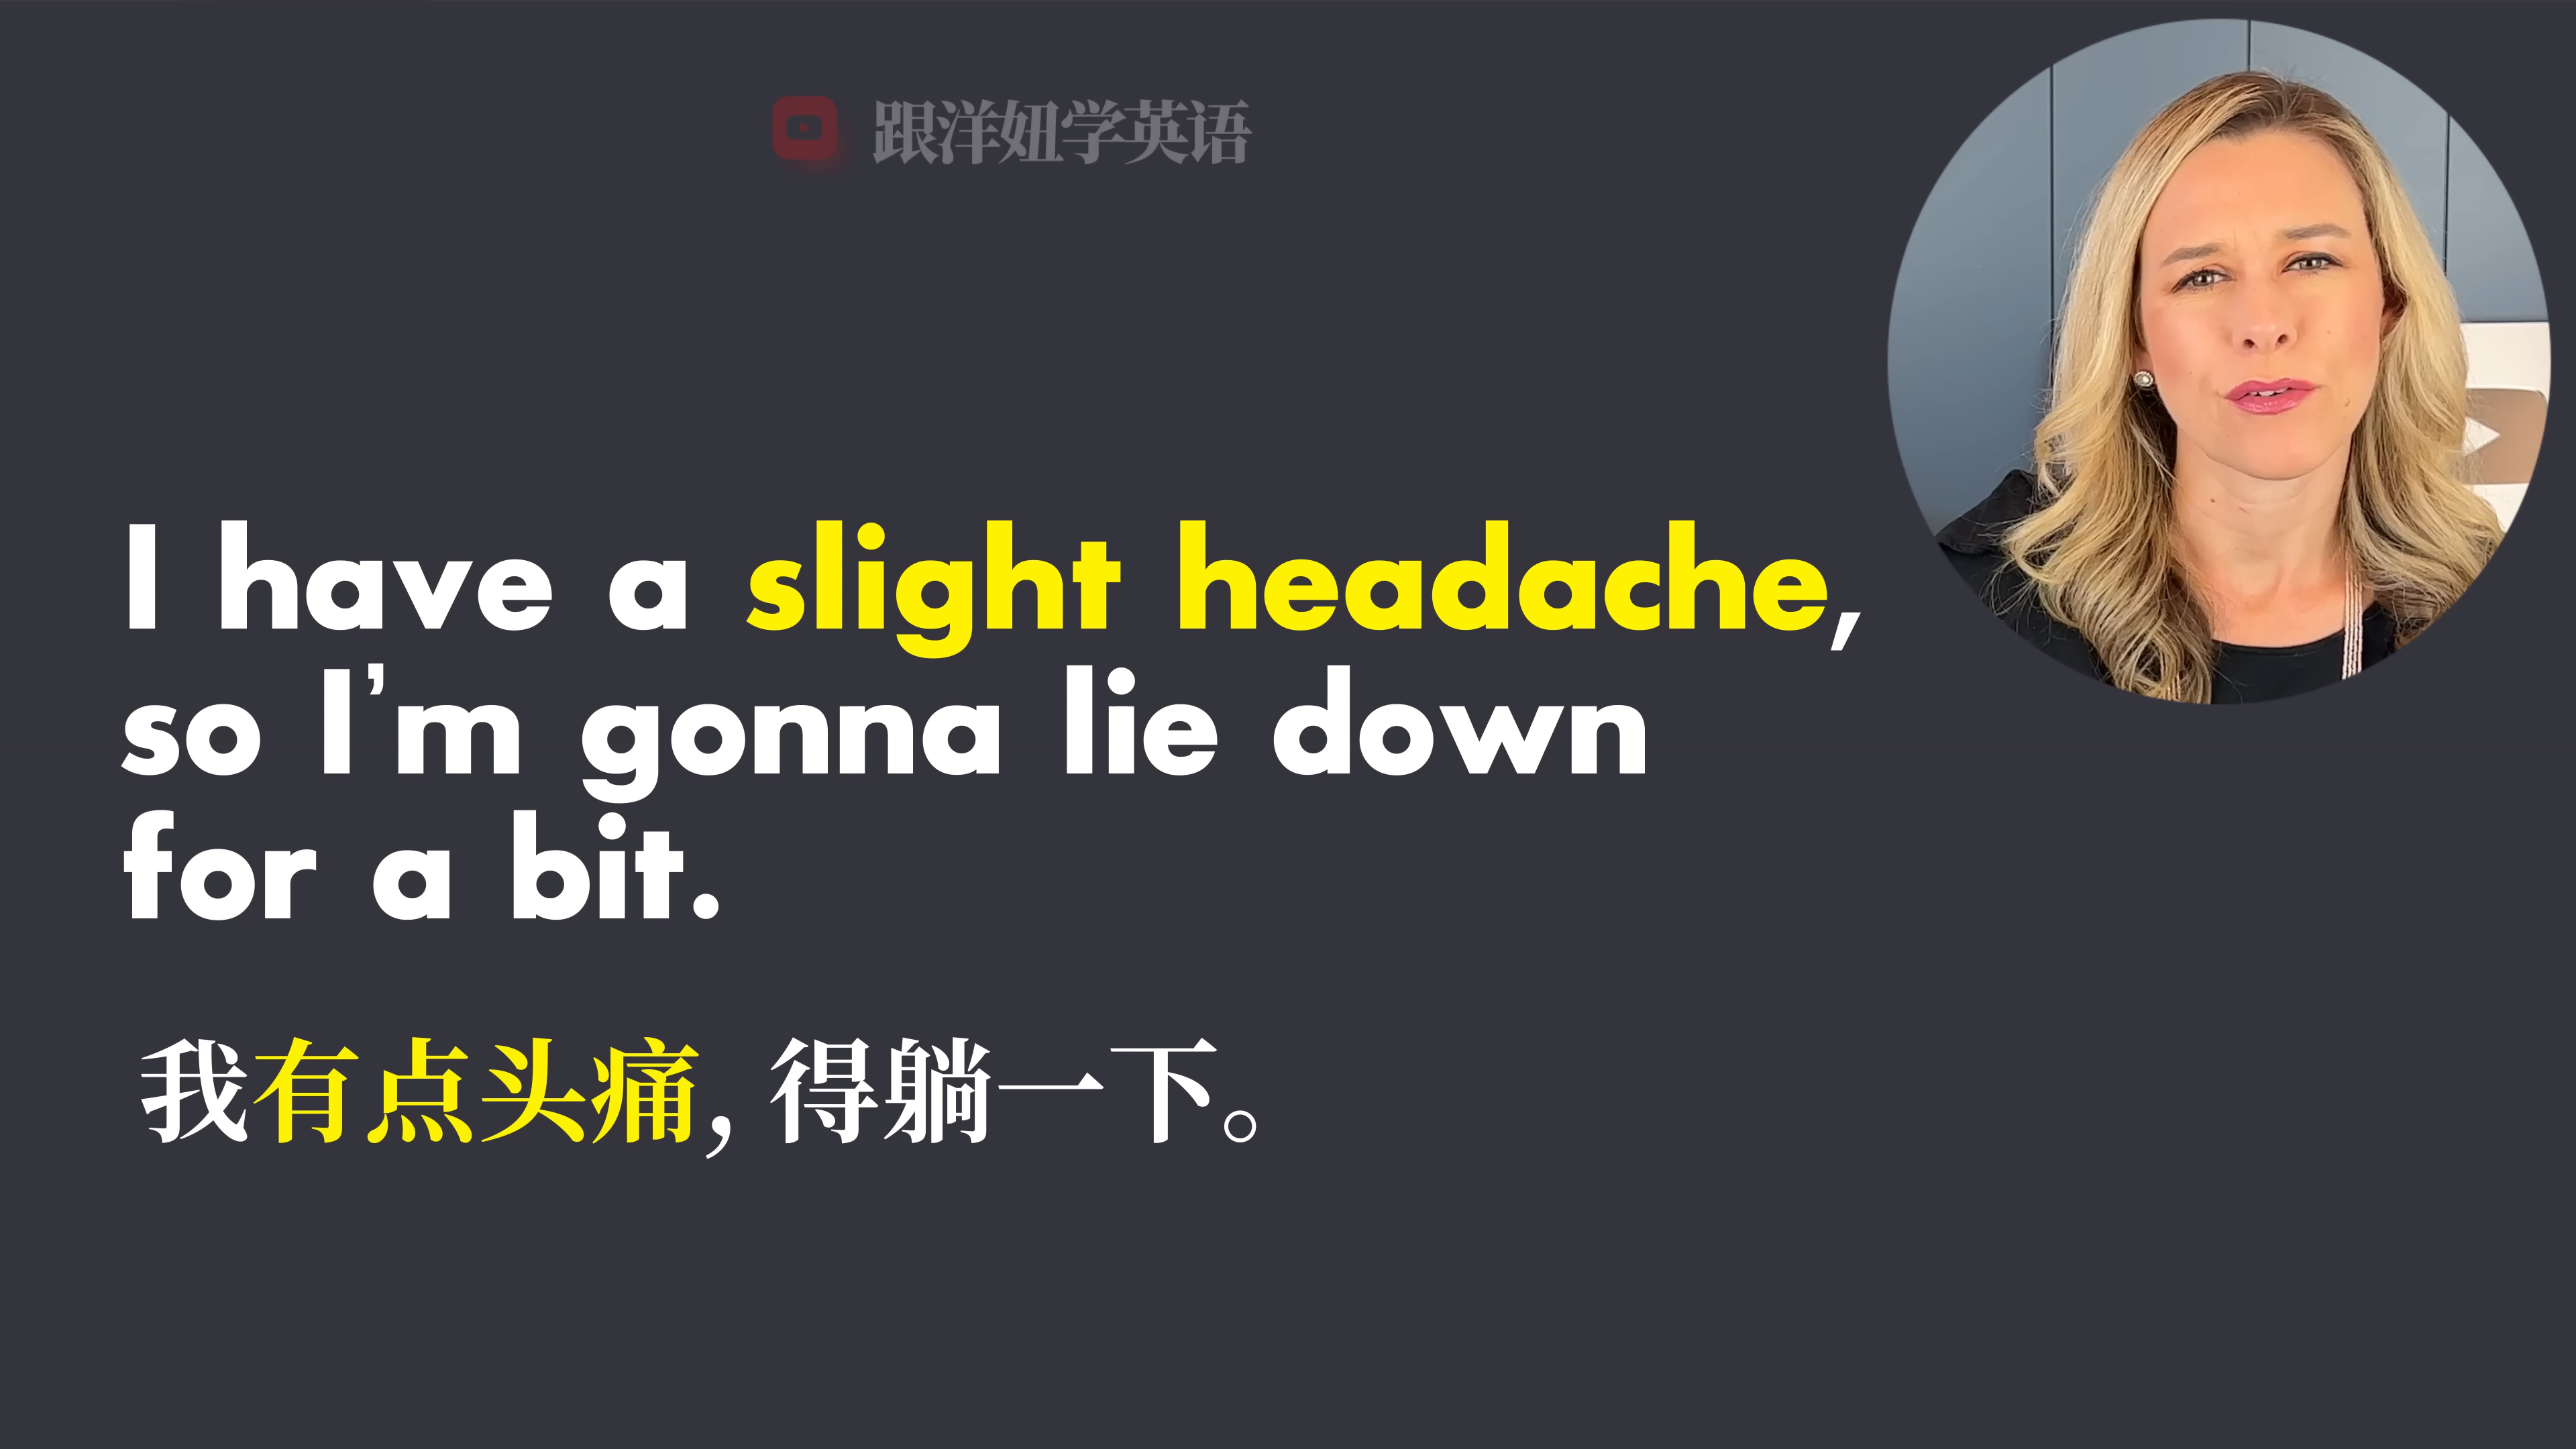 跟洋妞学英语
I have a slight headache,
so I’m gonna lie down
for a bit.
我有点头痛, 得躺一下。